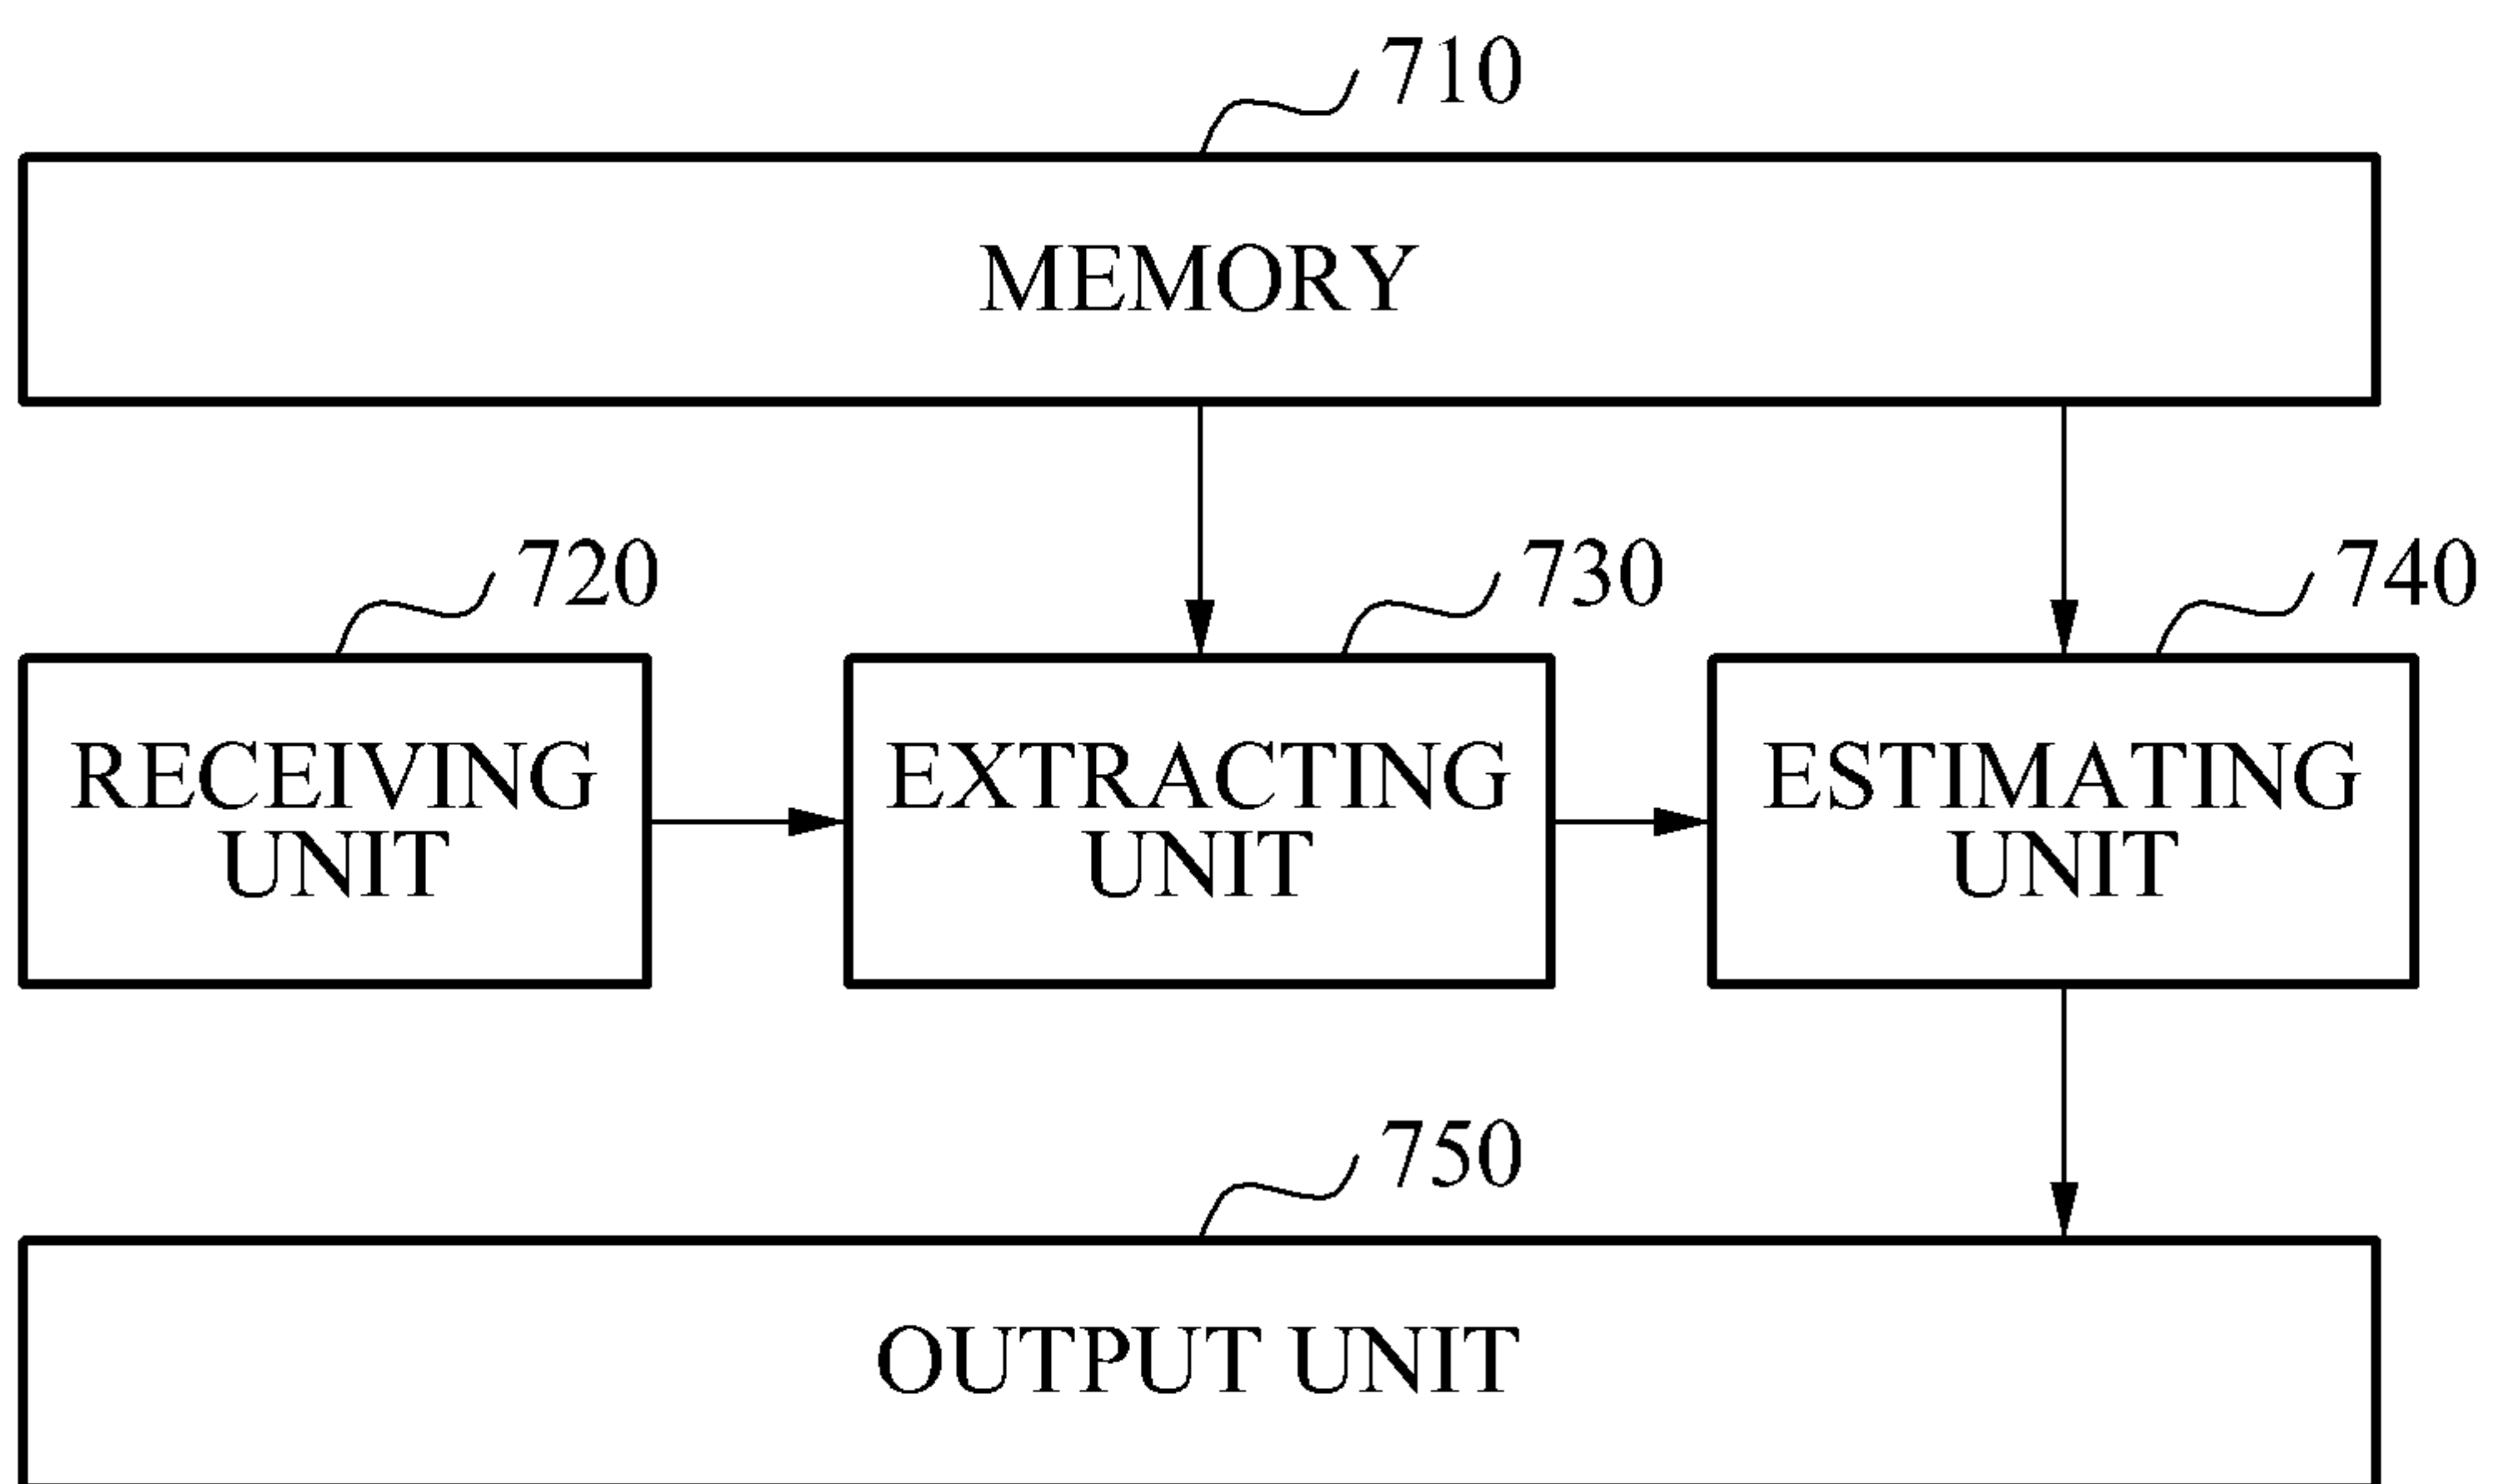 710
MEMORY
720
730
740
RECEIVING
UNIT
EXTRACTING
UNIT
ESTIMATING
UNIT
750
OUTPUT UNIT